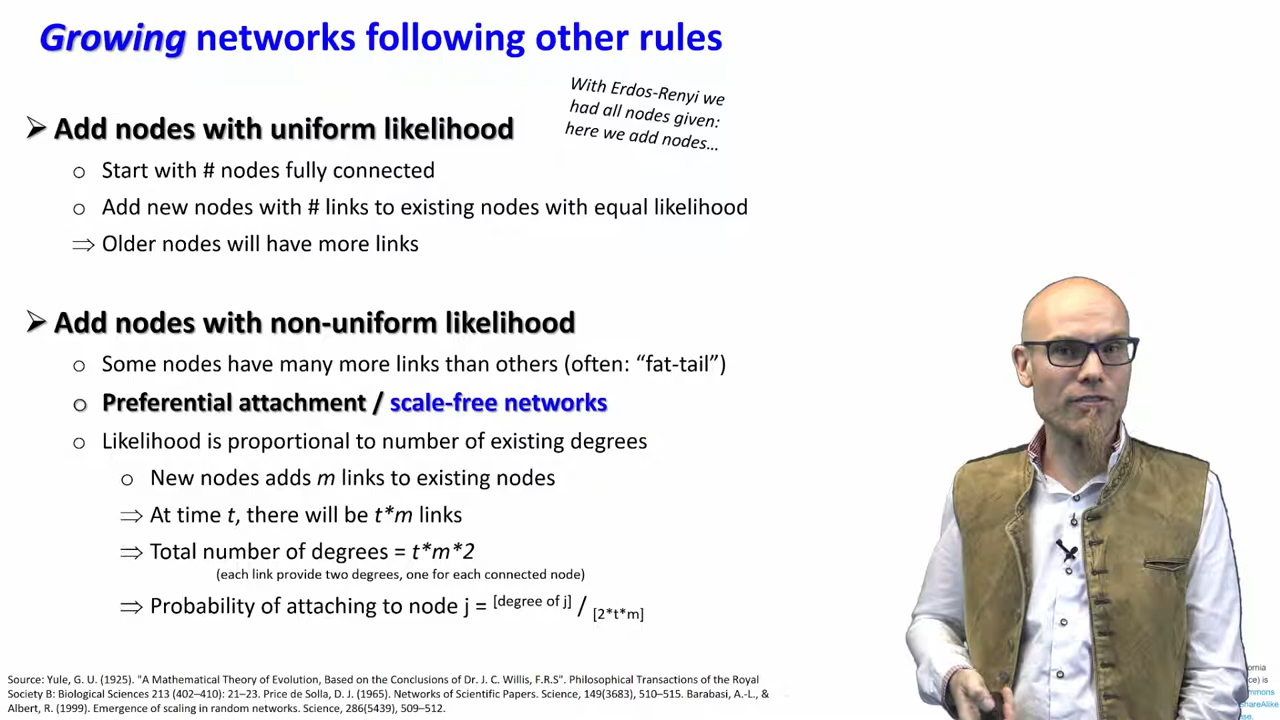 Growing networks following other rules
With Erdos-Renyi we
had all nodes given:
here we add nodes...
➢ Add nodes with uniform likelihood
o Start with # nodes fully connected
o Add new nodes with # links to existing nodes with equal likelihood
⇒ Older nodes will have more links
➢ Add nodes with non-uniform likelihood
o Some nodes have many more links than others (often: “fat-tail”)
o Preferential attachment / scale-free networks
o Likelihood is proportional to number of existing degrees
o New nodes adds m links to existing nodes
⇒ At time t, there will be t*m links
⇒ Total number of degrees = t*m*2
(each link provide two degrees, one for each connected node)
⇒ Probability of attaching to node j = [degree of j] / [2*t*m]
Source: Yule, G. U. (1925). "A Mathematical Theory of Evolution, Based on the Conclusions of Dr. J. C. Willis, F.R.S". Philosophical Transactions of the Royal
Society B: Biological Sciences 213 (402–410): 21–23. Price de Solla, D. J. (1965). Networks of Scientific Papers. Science, 149(3683), 510–515. Barabasi, A.-L., &
Albert, R. (1999). Emergence of scaling in random networks. Science, 286(5439), 509–512.
ornia
ce) is
mmons
ShareAlike
se.